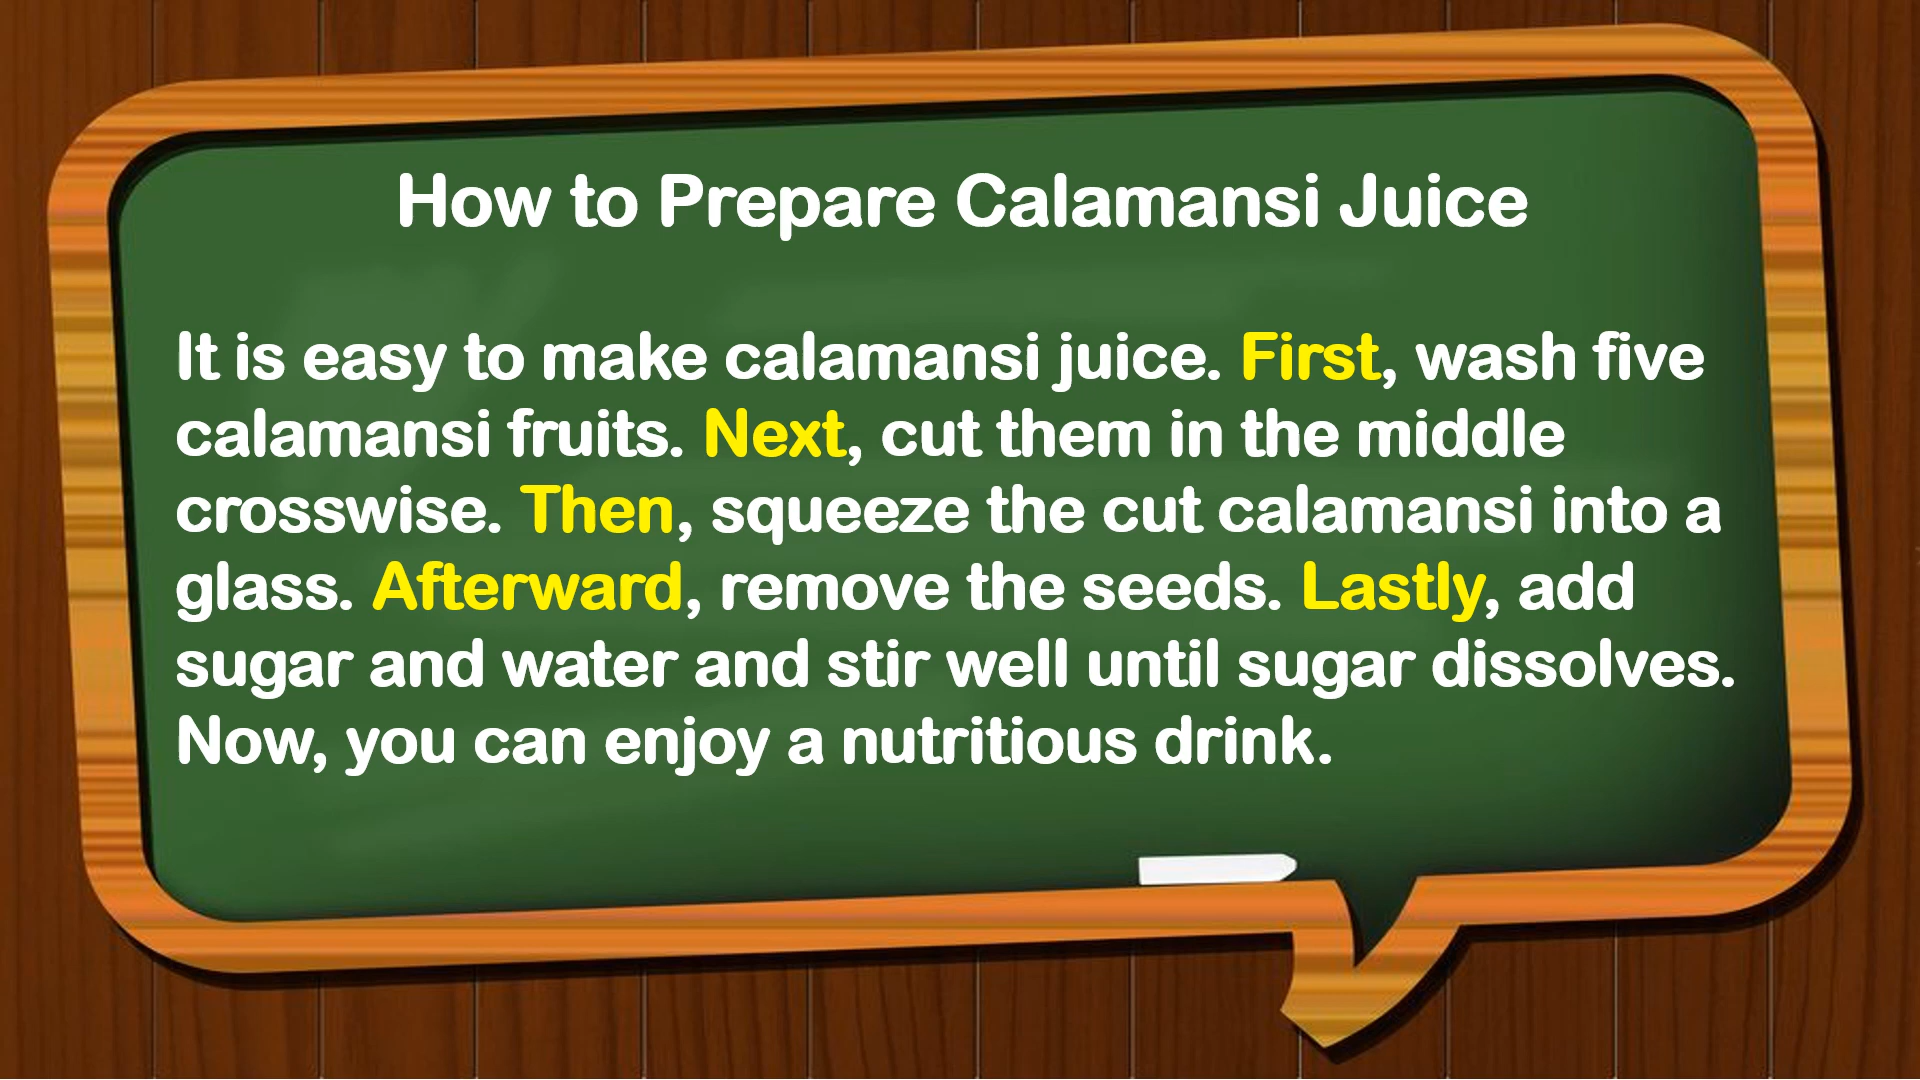 How to Prepare Calamansi Juice
It is easy to make calamansi juice. First, wash five
calamansi fruits. Next, cut them in the middle
crosswise. Then, squeeze the cut calamansi into a
glass. Afterward, remove the seeds. Lastly, add
sugar and water and stir well until sugar dissolves.
Now, you can enjoy a nutritious drink.